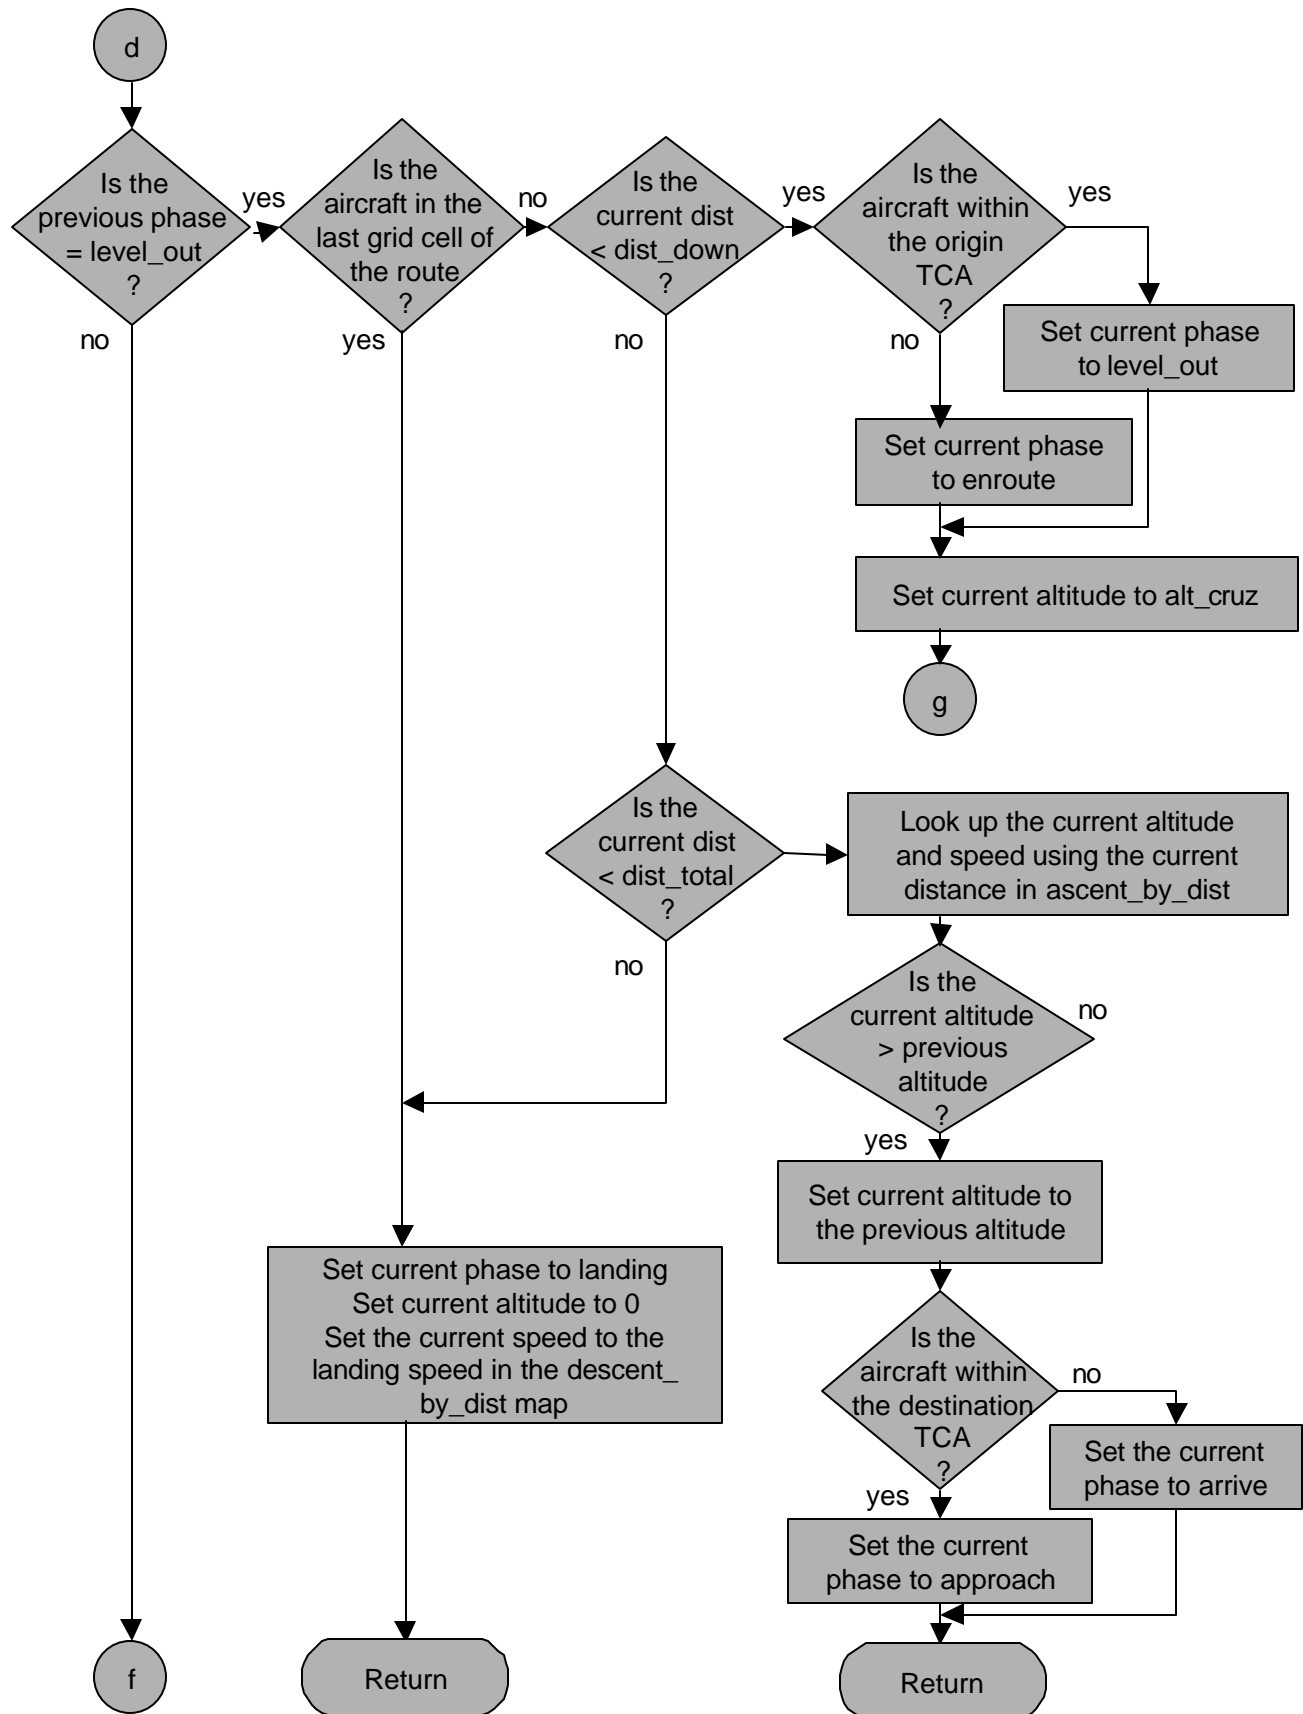 d
Is the
previous phase
= level_out
?
yes
no
Is the
aircraft in the
last grid cell of
the route
?
no
yes
Is the
current dist
< dist_down
?
yes
no
Is the
aircraft within
the origin
TCA
?
yes
no
Set current phase
to level_out
Set current phase
to enroute
Set current altitude to alt_cruz
g
Is the
current dist
< dist_total
?
no
Look up the current altitude
and speed using the current
distance in ascent_by_dist
Is the
current altitude
> previous
altitude
?
no
yes
Set current altitude to
the previous altitude
Set current phase to landing
Set current altitude to 0
Set the current speed to the
landing speed in the descent_
by_dist map
Is the
aircraft within
the destination
TCA
?
no
yes
Set the current
phase to arrive
Set the current
phase to approach
f
Return
Return